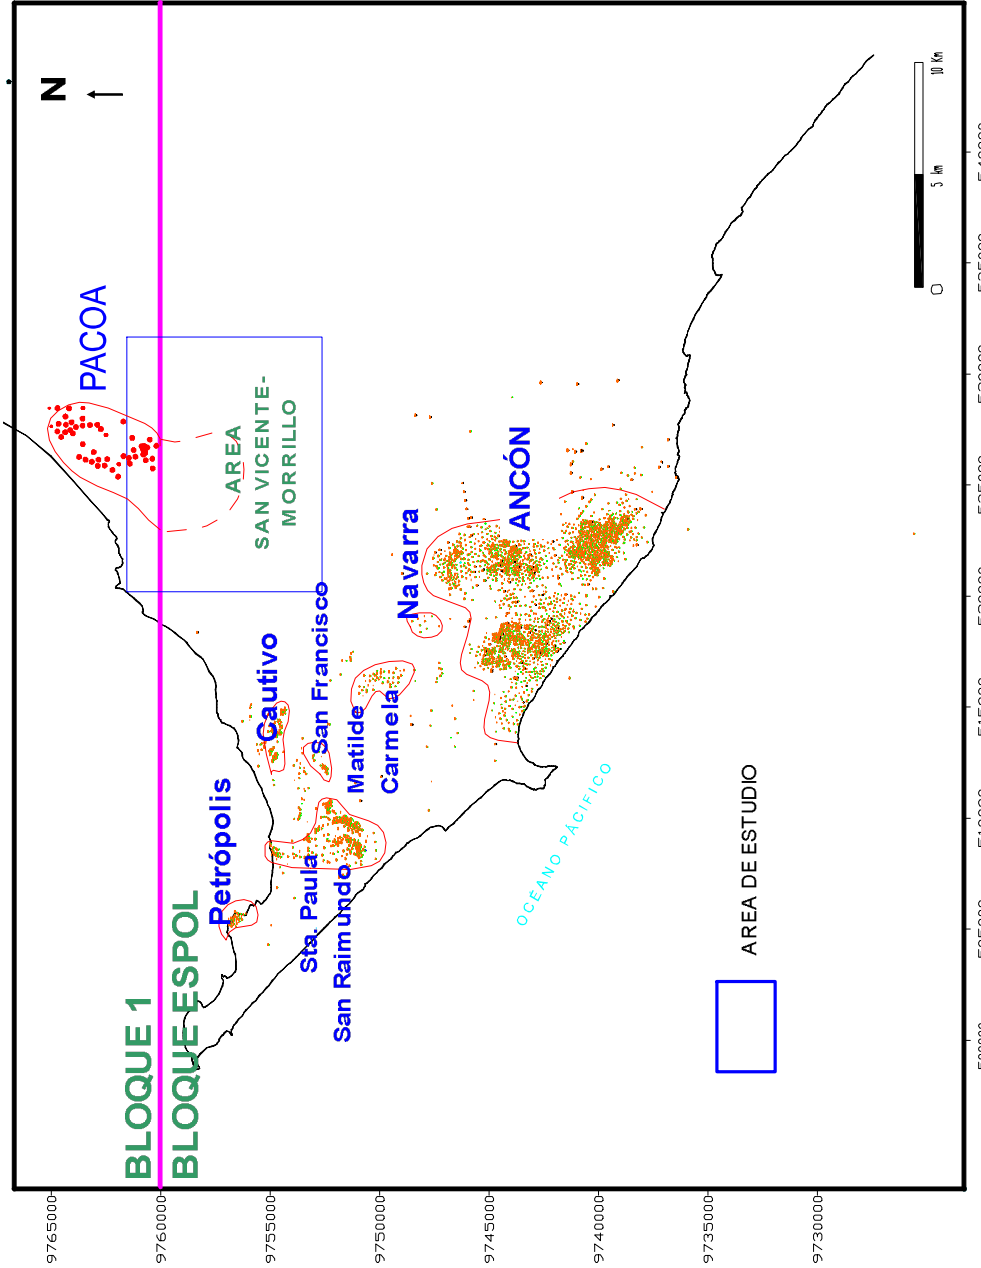 N
BLOQUE 1
BLOQUE ESPOL
PACOA
AREA
SAN VICENTE-
MORRILLO
Petrópolis
Cautivo
San Francisco
Sta. Paula
San Raimundo
Matilde
Carmela
Navarra
ANCÓN
OCEANO PACIFICO
AREA DE ESTUDIO
0 5 km 10 Km
9765000
9760000
9755000
9750000
9745000
9740000
9735000
9730000